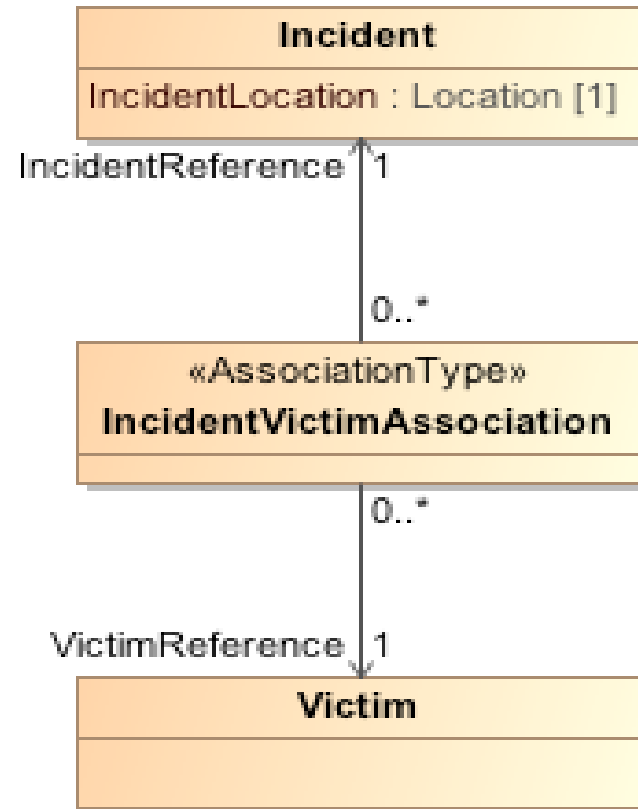 Incident
IncidentLocation : Location [1]
IncidentReference 1
0..*
«AssociationType»
IncidentVictimAssociation
0..*
VictimReference 1
Victim